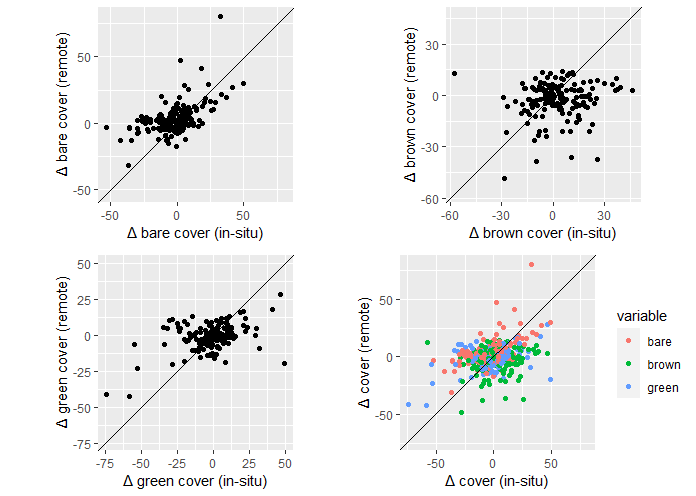 50
0
-50
Δ bare cover (remote)
-50
0
50
Δ bare cover (in-situ)
30
0
-30
-60
Δ brown cover (remote)
-60
-30
0
30
Δ brown cover (in-situ)
50
25
0
-25
-50
-75
Δ green cover (remote)
-75
-50
-25
0
25
50
Δ green cover (in-situ)
50
0
-50
Δ cover (remote)
-50
0
50
Δ cover (in-situ)
variable
bare
brown
green